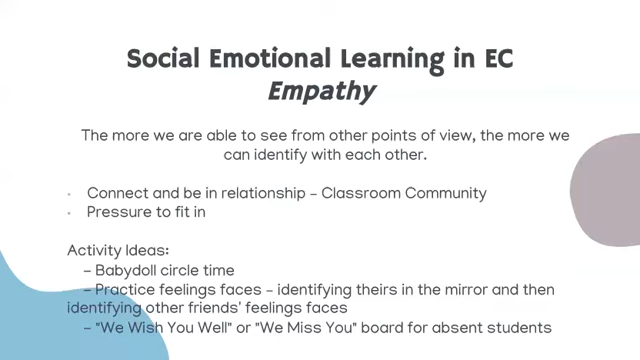 Social Emotional Learning in EC
Empathy
The more we are able to see from other points of view, the more we
can identify with each other.
• Connect and be in relationship – Classroom Community
• Pressure to fit in
Activity Ideas:
– Babydoll circle time
– Practice feelings faces – identifying theirs in the mirror and then
identifying other friends' feelings faces
– "We Wish You Well" or "We Miss You" board for absent students